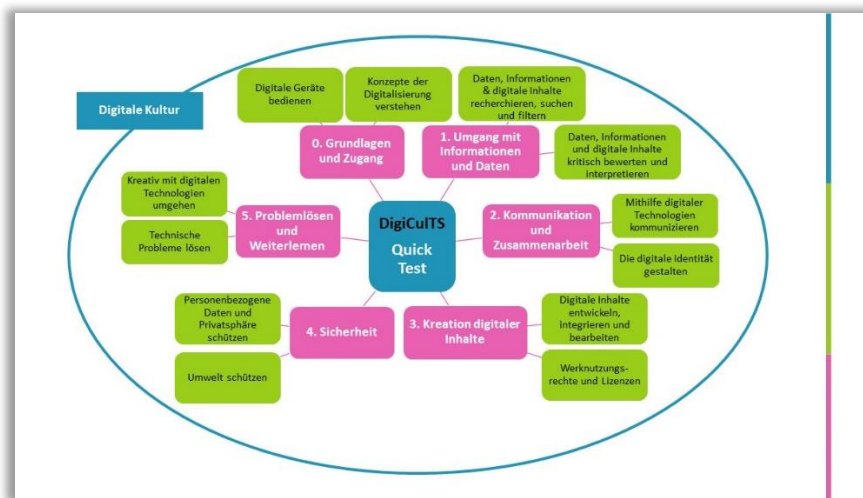 Digitale Kultur
Digitale Geräte
bedienen
Konzepte der
Digitalisierung
verstehen
Daten, Informationen
& digitale Inhalte
recherchieren, suchen
und filtern
0. Grundlagen
und Zugang
1. Umgang mit
Informationen
und Daten
Daten, Informationen
und digitale Inhalte
kritisch bewerten und
interpretieren
Kreativ mit digitalen
Technologien
umgehen
Technische
Probleme lösen
5. Problemlösen
und
Weiterlernen
DigiCulTS
Quick
Test
2. Kommunikation
und
Zusammenarbeit
Mithilfe digitaler
Technologien
kommunizieren
Die digitale Identität
gestalten
Personenbezogene
Daten und
Privatsphäre
schützen
Umwelt schützen
4. Sicherheit
3. Kreation digitaler
Inhalte
Digitale Inhalte
entwickeln,
integrieren und
bearbeiten
Werknutzungs-
rechte und Lizenzen